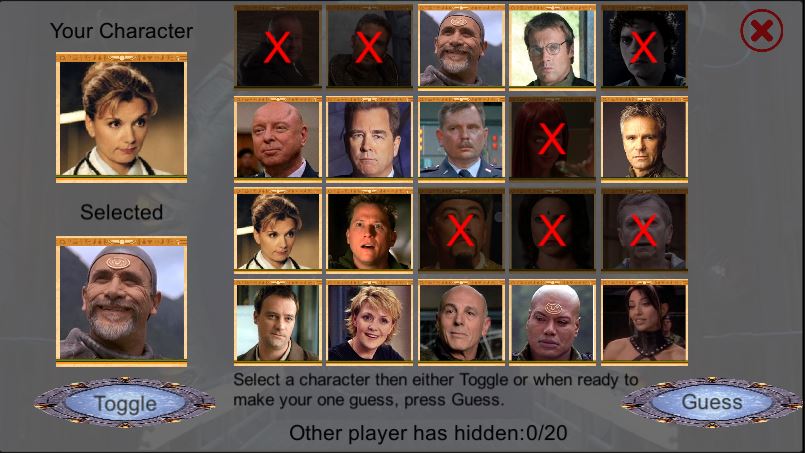 Your Character
Selected
Toggle
X
X
X
X
X
X
X
Select a character then either Toggle or when ready to
make your one guess, press Guess.
Guess
Other player has hidden:0/20